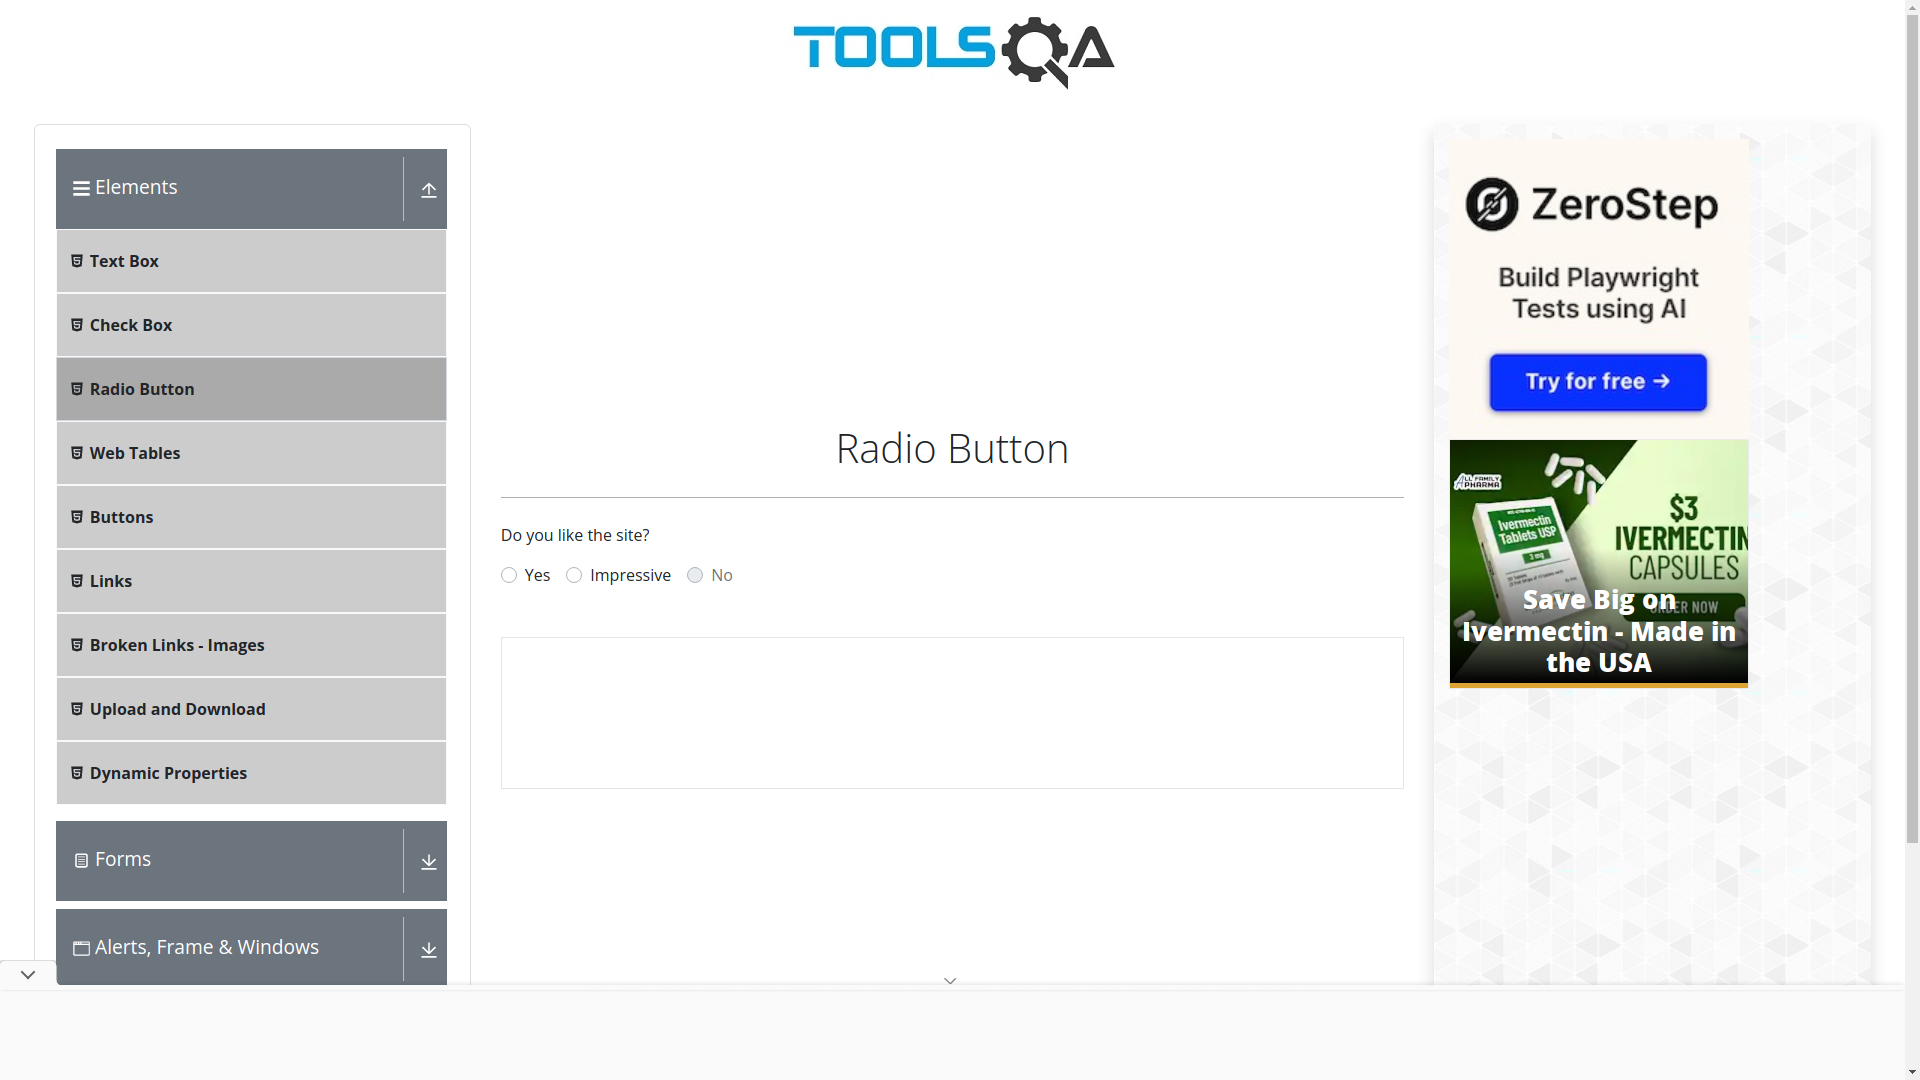 TOOLSQA
Elements
Text Box
Check Box
Radio Button
Web Tables
Buttons
Links
Broken Links - Images
Upload and Download
Dynamic Properties
Forms
Alerts, Frame & Windows
Radio Button
Do you like the site?
Yes
Impressive
No
ZeroStep
Build Playwright
Tests using AI
Try for free →
ALL FAMILY
PHARMA
Ivermectin
Tablets USP
3 mg
$3
IVERMECTIN
CAPSULES
ORDER NOW
Save Big on
Ivermectin - Made in
the USA